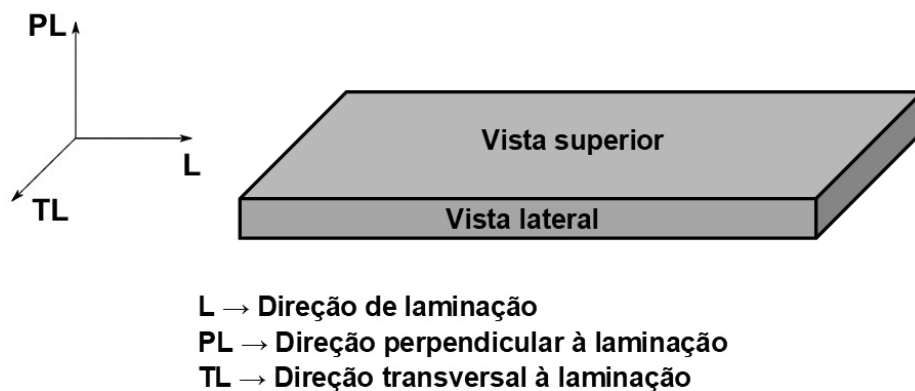 PL
L
TL
Vista superior
Vista lateral
L → Direção de laminação
PL → Direção perpendicular à laminação
TL → Direção transversal à laminação